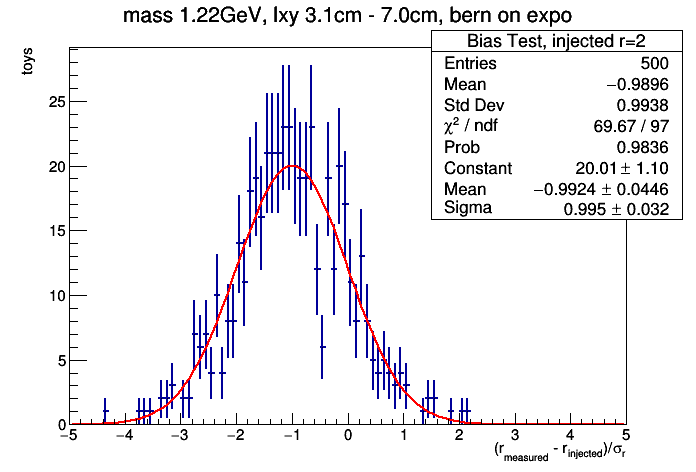 mass 1.22GeV, lxy 3.1cm - 7.0cm, bern on expo
Bias Test, injected r=2
Entries 500
Mean −0.9896
Std Dev 0.9938
χ² / ndf 69.67 / 97
Prob 0.9836
Constant 20.01 ± 1.10
Mean −0.9924 ± 0.0446
Sigma 0.995 ± 0.032
toys
25
20
15
10
5
0
−5 −4 −3 −2 −1 0 1 2 3 4 5
(r_measured - r_injected)/σ_r